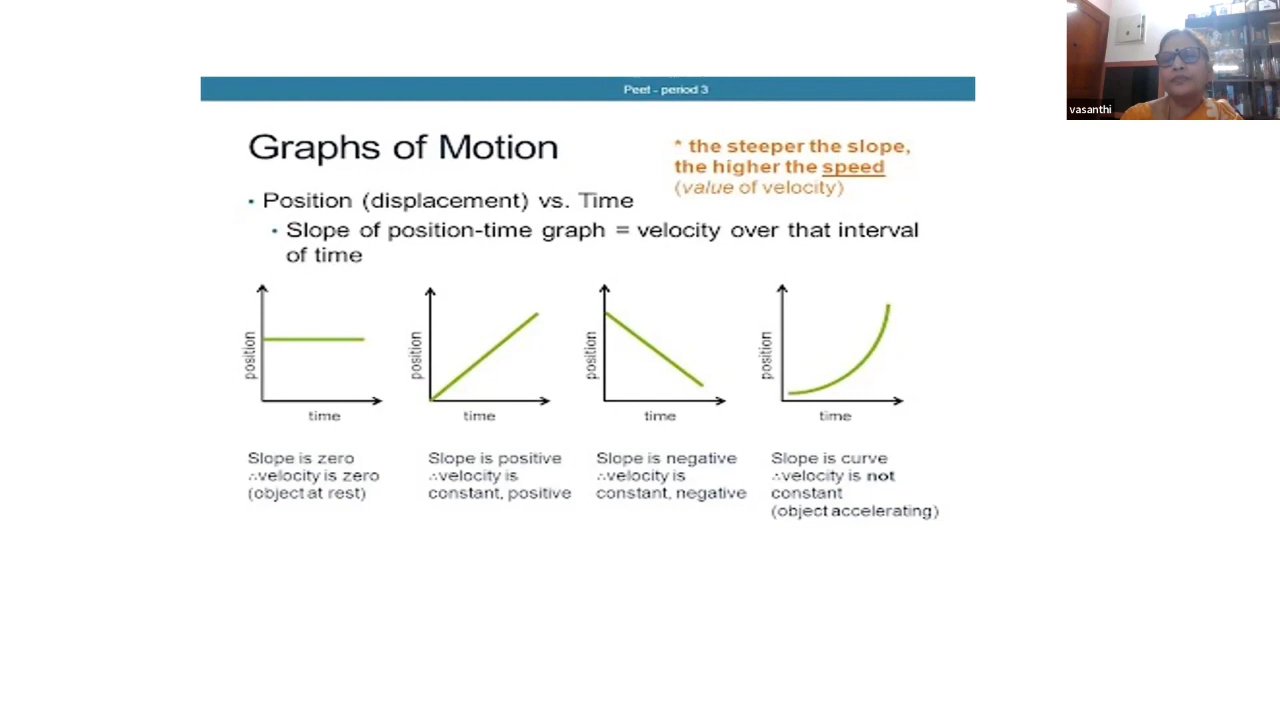 Peet - period 3
vasanthi
Graphs of Motion
* the steeper the slope,
the higher the speed
(value of velocity)
• Position (displacement) vs. Time
• Slope of position-time graph = velocity over that interval
of time
position
time
position
time
position
time
position
time
Slope is zero
∴velocity is zero
(object at rest)
Slope is positive
∴velocity is
constant, positive
Slope is negative
∴velocity is
constant, negative
Slope is curve
∴velocity is not
constant
(object accelerating)